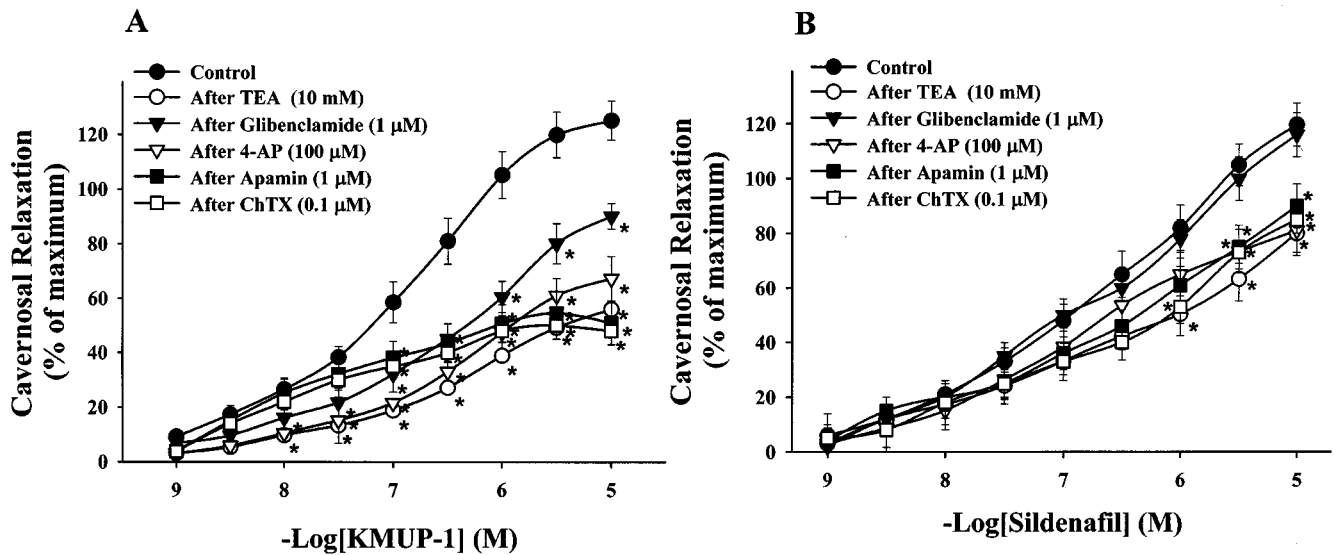 A
Control
After TEA (10 mM)
After Glibenclamide (1 µM)
After 4-AP (100 µM)
After Apamin (1 µM)
After ChTX (0.1 µM)
Cavernosal Relaxation
(% of maximum)
120
100
80
60
40
20
0
9 8 7 6 5
-Log[KMUP-1] (M)
B
Control
After TEA (10 mM)
After Glibenclamide (1 µM)
After 4-AP (100 µM)
After Apamin (1 µM)
After ChTX (0.1 µM)
Cavernosal Relaxation
(% of maximum)
120
100
80
60
40
20
0
9 8 7 6 5
-Log[Sildenafil] (M)